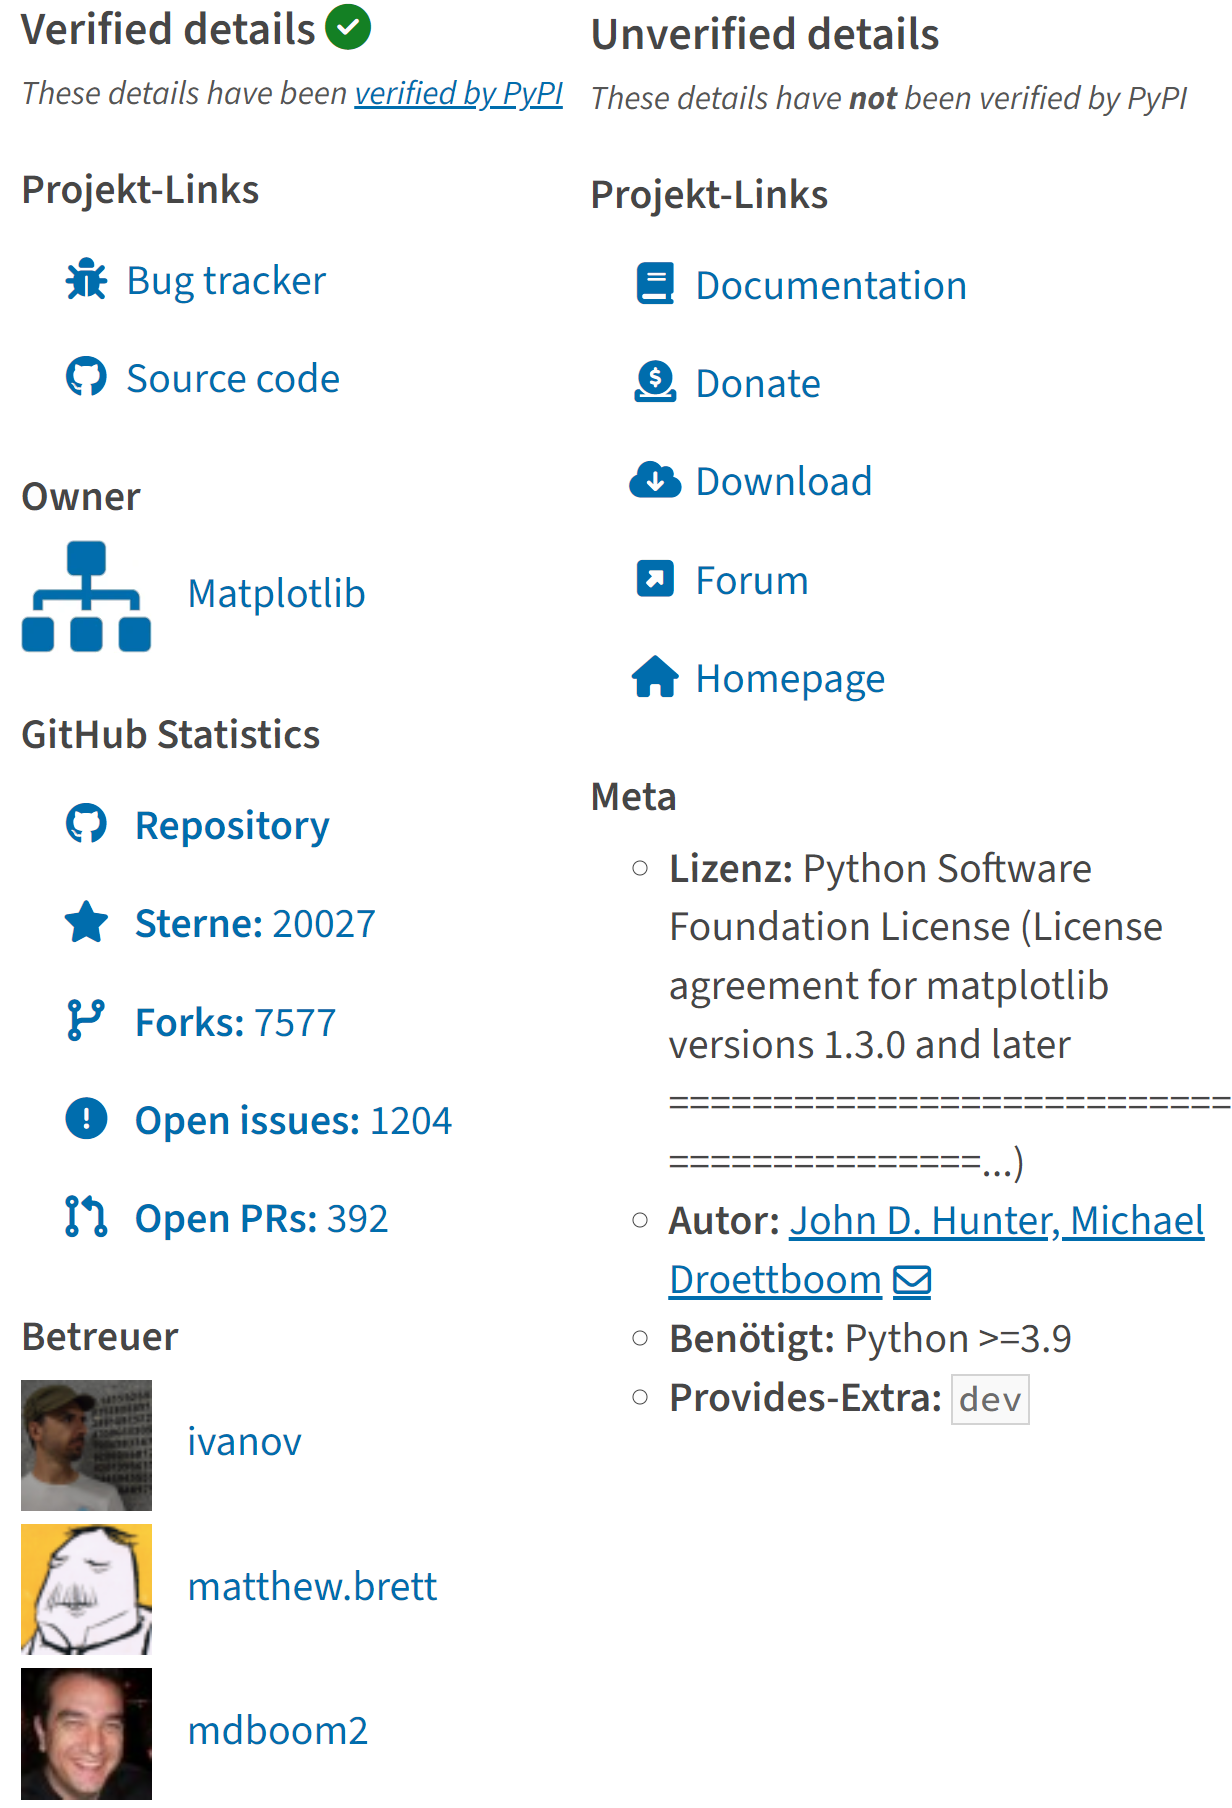 Verified details
These details have been verified by PyPI
Projekt-Links
Bug tracker
Source code
Owner
Matplotlib
GitHub Statistics
Repository
Sterne: 20027
Forks: 7577
Open issues: 1204
Open PRs: 392
Betreuer
ivanov
matthew.brett
mdboom2
Unverified details
These details have not been verified by PyPI
Projekt-Links
Documentation
Donate
Download
Forum
Homepage
Meta
Lizenz: Python Software
Foundation License (License
agreement for matplotlib
versions 1.3.0 and later
===========================
===============...)
Autor: John D. Hunter, Michael
Droettboom
Benötigt: Python >=3.9
Provides-Extra: dev